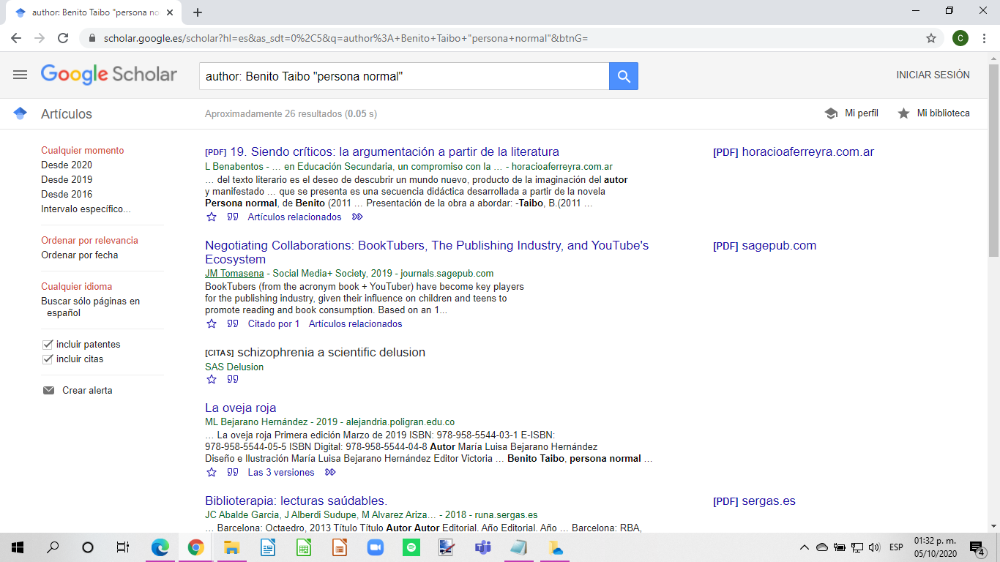 author: Benito Taibo "persona no
scholar.google.es/scholar?hl=es&as_sdt=0%2C5&q=author%3A+Benito+Taibo+"persona+normal"&btnG=
C
Google Scholar
author: Benito Taibo "persona normal"
INICIAR SESIÓN
Artículos
Aproximadamente 26 resultados (0.05 s)
Mi perfil
Mi biblioteca
Cualquier momento
Desde 2020
Desde 2019
Desde 2016
Intervalo específico...
Ordenar por relevancia
Ordenar por fecha
Cualquier idioma
Buscar sólo páginas en
español
incluir patentes
incluir citas
Crear alerta
[PDF] 19. Siendo críticos: la argumentación a partir de la literatura
L Benabentos - … en Educación Secundaria, un compromiso con la … - horacioaferreyra.com.ar
… del texto literario es el deseo de descubrir un mundo nuevo, producto de la imaginación del autor
y manifestado … que se presenta es una secuencia didáctica desarrollada a partir de la novela
Persona normal, de Benito (2011 … Presentación de la obra a abordar: -Taibo, B.(2011 …
Artículos relacionados
[PDF] horacioaferreyra.com.ar
Negotiating Collaborations: BookTubers, The Publishing Industry, and YouTube's
Ecosystem
JM Tomasena - Social Media+ Society, 2019 - journals.sagepub.com
BookTubers (from the acronym book + YouTuber) have become key players
for the publishing industry, given their influence on children and teens to
promote reading and book consumption. Based on an 1...
Citado por 1 Artículos relacionados
[PDF] sagepub.com
[CITAS] schizophrenia a scientific delusion
SAS Delusion
La oveja roja
ML Bejarano Hernández - 2019 - alejandria.poligran.edu.co
… La oveja roja Primera edición Marzo de 2019 ISBN: 978-958-5544-03-1 E-ISBN:
978-958-5544-05-5 ISBN Digital: 978-958-5544-04-8 Autor María Luisa Bejarano Hernández
Diseño e Ilustración María Luisa Bejarano Hernández Editor Victoria … Benito Taibo, persona normal …
Las 3 versiones
Biblioterapia: lecturas saúdables.
JC Abalde Garcia, J Alberdi Sudupe, M Alvarez Ariza… - 2018 - runa.sergas.es
… Barcelona: Octaedro, 2013 Título Título Autor Autor Editorial. Año Editorial. Año … Barcelona: RBA,
[PDF] sergas.es
ESP
01:32 p. m.
05/10/2020
4